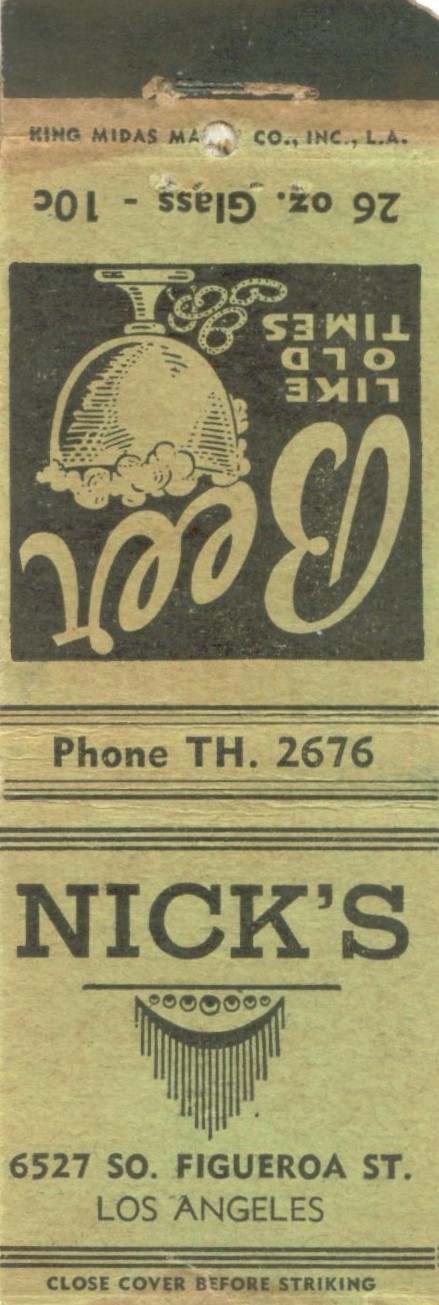 KING MIDAS MA CO., INC., L.A.
26 oz. Glass - 10c
LIKE
OLD
TIMES
Beer
Phone TH. 2676
NICK'S
6527 SO. FIGUEROA ST.
LOS ANGELES
CLOSE COVER BEFORE STRIKING